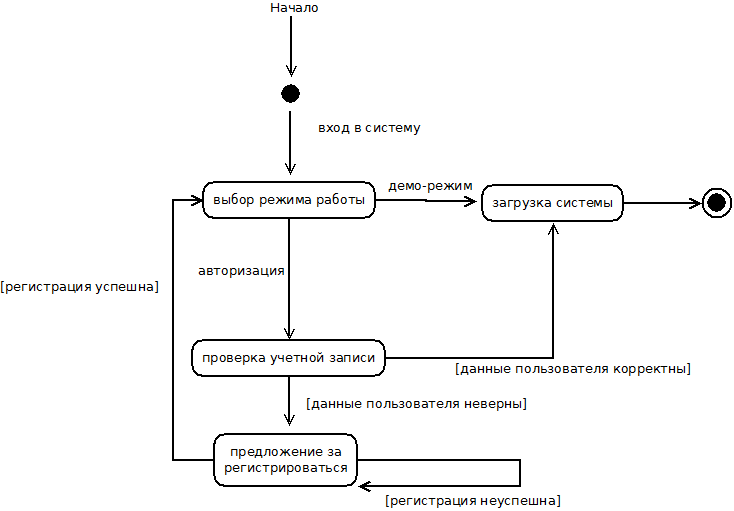 Начало
вход в систему
демо-режим
выбор режима работы
загрузка системы
авторизация
[регистрация успешна]
проверка учетной записи
[данные пользователя корректны]
[данные пользователя неверны]
предложение за
регистрироваться
[регистрация неуспешна]